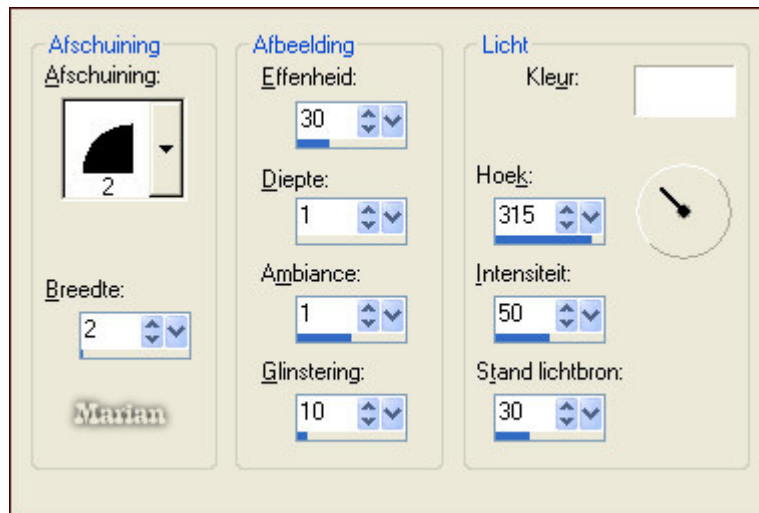 Afschuining
Afschuining:
2
Breedte:
2
Marian
Afbeelding
Effenheid:
30
Diepte:
1
Ambiance:
1
Glinstering:
10
Licht
Kleur:
Hoek:
315
Intensiteit:
50
Stand lichtbron:
30